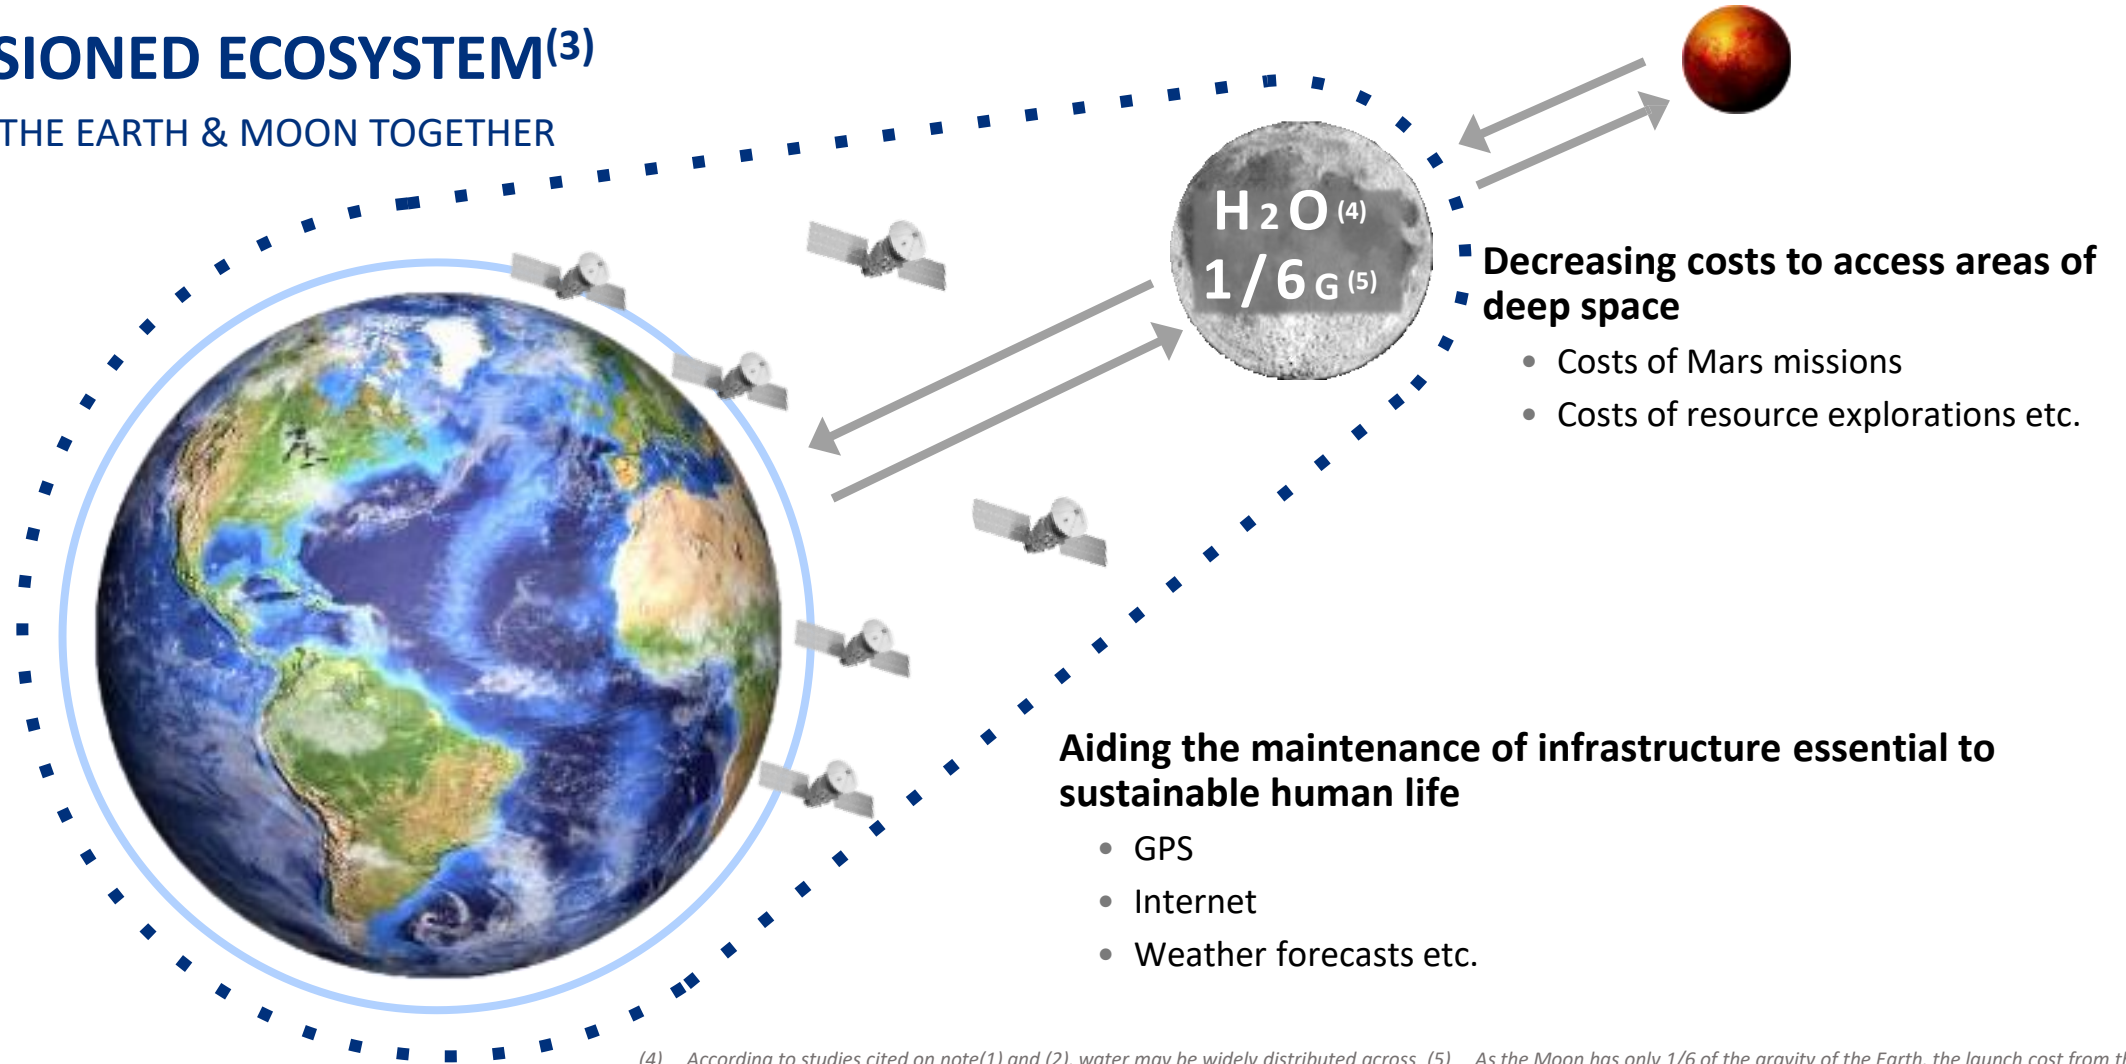 SIONED ECOSYSTEM(3)
THE EARTH & MOON TOGETHER
H2O (4)
1/6 G (5)
Decreasing costs to access areas of
deep space
• Costs of Mars missions
• Costs of resource explorations etc.
Aiding the maintenance of infrastructure essential to
sustainable human life
• GPS
• Internet
• Weather forecasts etc.
(4) According to studies cited on note(1) and (2), water may be widely distributed across (5) As the Moon has only 1/6 of the gravity of the Earth, the launch cost from th